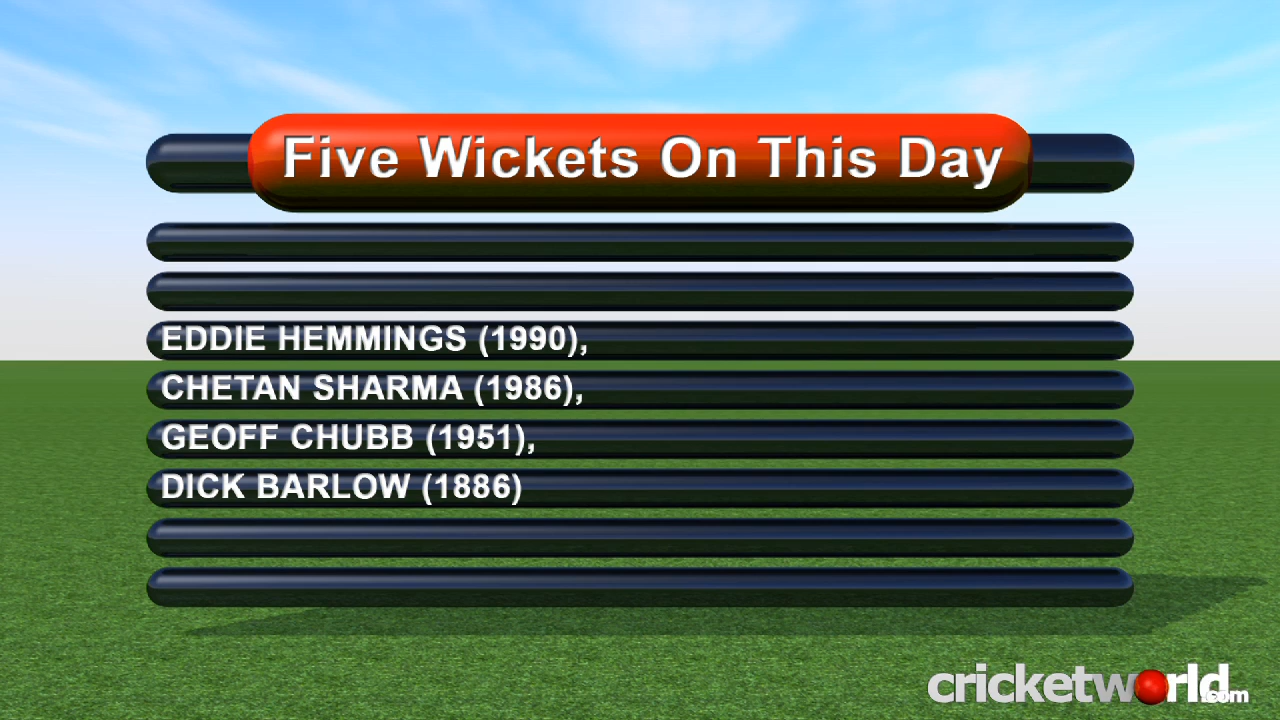 Five Wickets On This Day
EDDIE HEMMINGS (1990),
CHETAN SHARMA (1986),
GEOFF CHUBB (1951),
DICK BARLOW (1886)
cricketworld.com